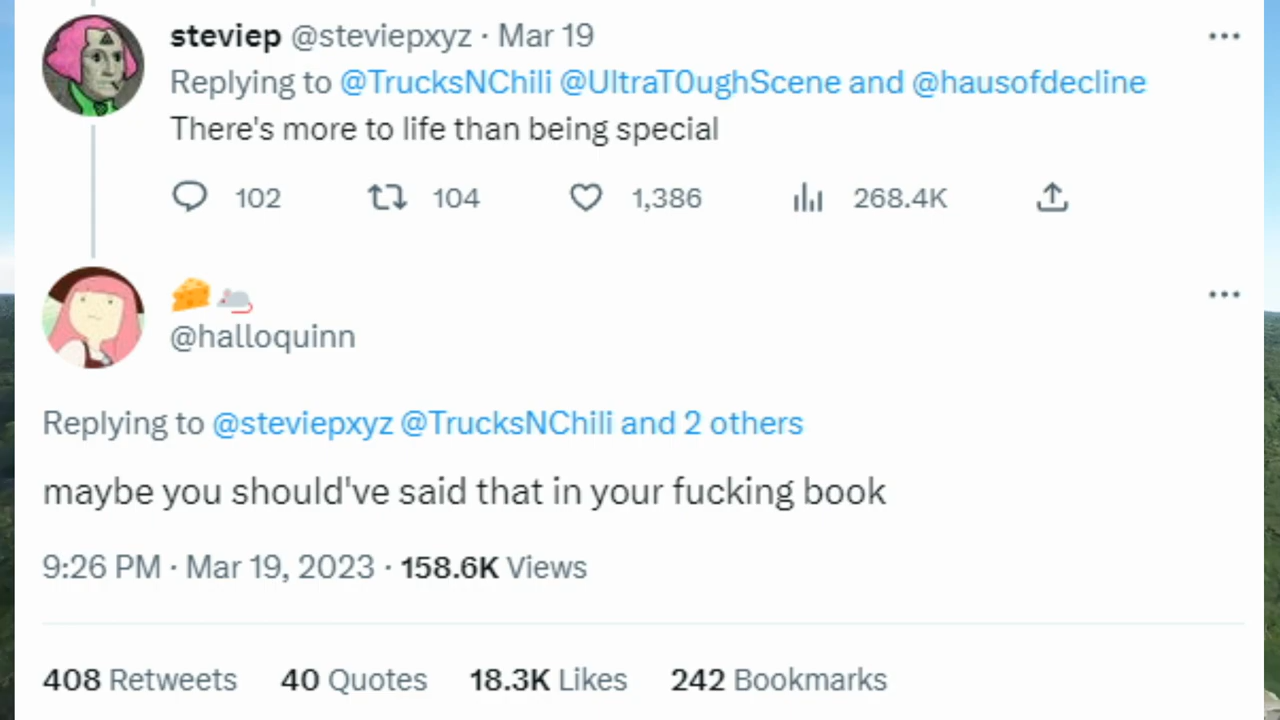 steviep @steviepxyz · Mar 19
Replying to @TrucksNChili @UltraT0ughScene and @hausofdecline
There's more to life than being special
102 104 1,386 268.4K
🧀🐁
@halloquinn
Replying to @steviepxyz @TrucksNChili and 2 others
maybe you should've said that in your fucking book
9:26 PM · Mar 19, 2023 · 158.6K Views
408 Retweets 40 Quotes 18.3K Likes 242 Bookmarks